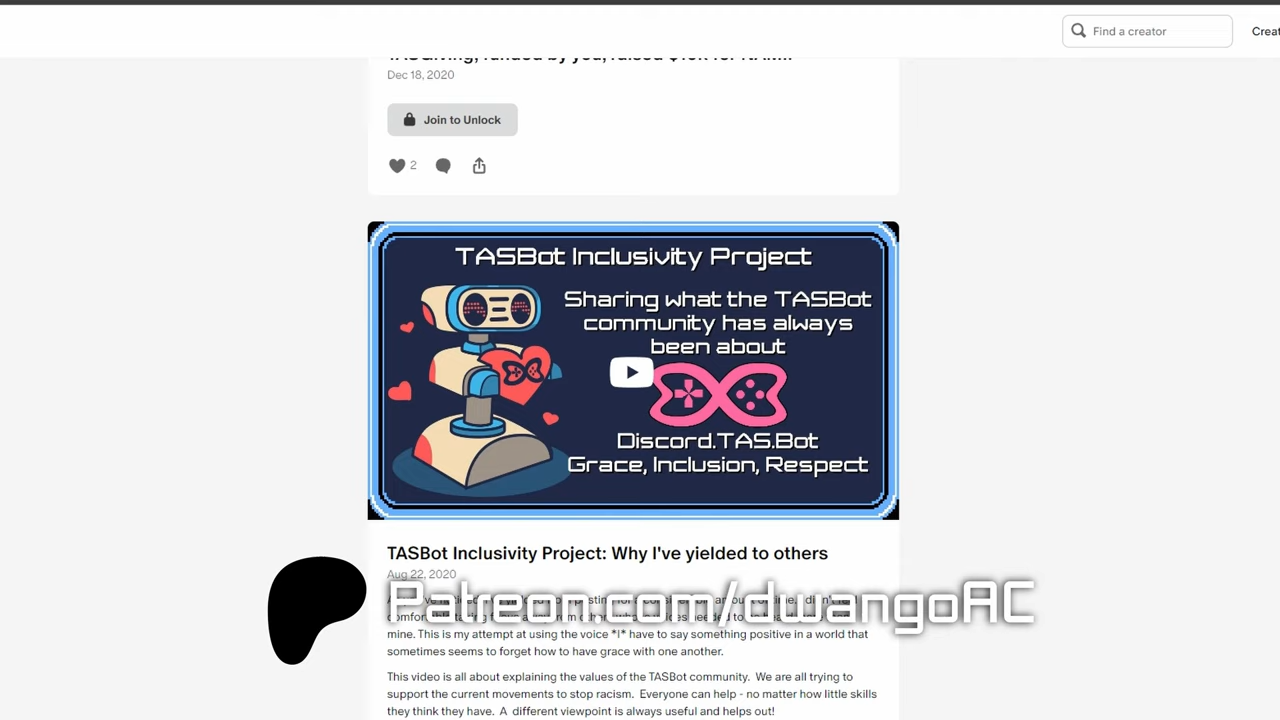 Find a creator
Creat
Dec 18, 2020
Join to Unlock
2
TASBot Inclusivity Project
Sharing what the TASBot
community has always
been about
Discord.TAS.Bot
Grace, Inclusion, Respect
TASBot Inclusivity Project: Why I've yielded to others
Aug 22, 2020
Patreon.com/dwangoAC
mine. This is my attempt at using the voice *I* have to say something positive in a world that
sometimes seems to forget how to have grace with one another.
This video is all about explaining the values of the TASBot community. We are all trying to
support the current movements to stop racism. Everyone can help - no matter how little skills
they think they have. A different viewpoint is always useful and helps out!